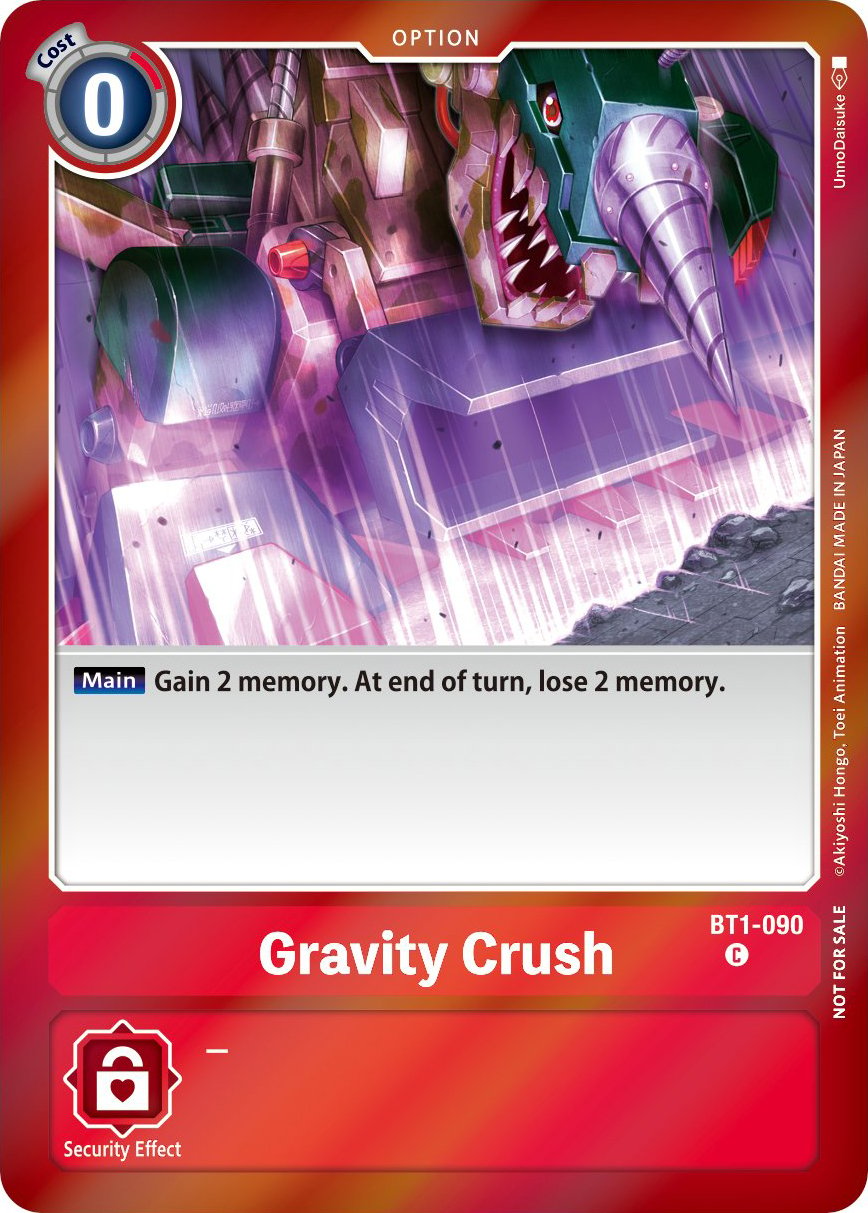 OPTION
Cost
0
UnnoDaisuke
Main Gain 2 memory. At end of turn, lose 2 memory.
©Akiyoshi Hongo, Toei Animation BANDAI MADE IN JAPAN
NOT FOR SALE
BT1-090
Gravity Crush
C
–
Security Effect